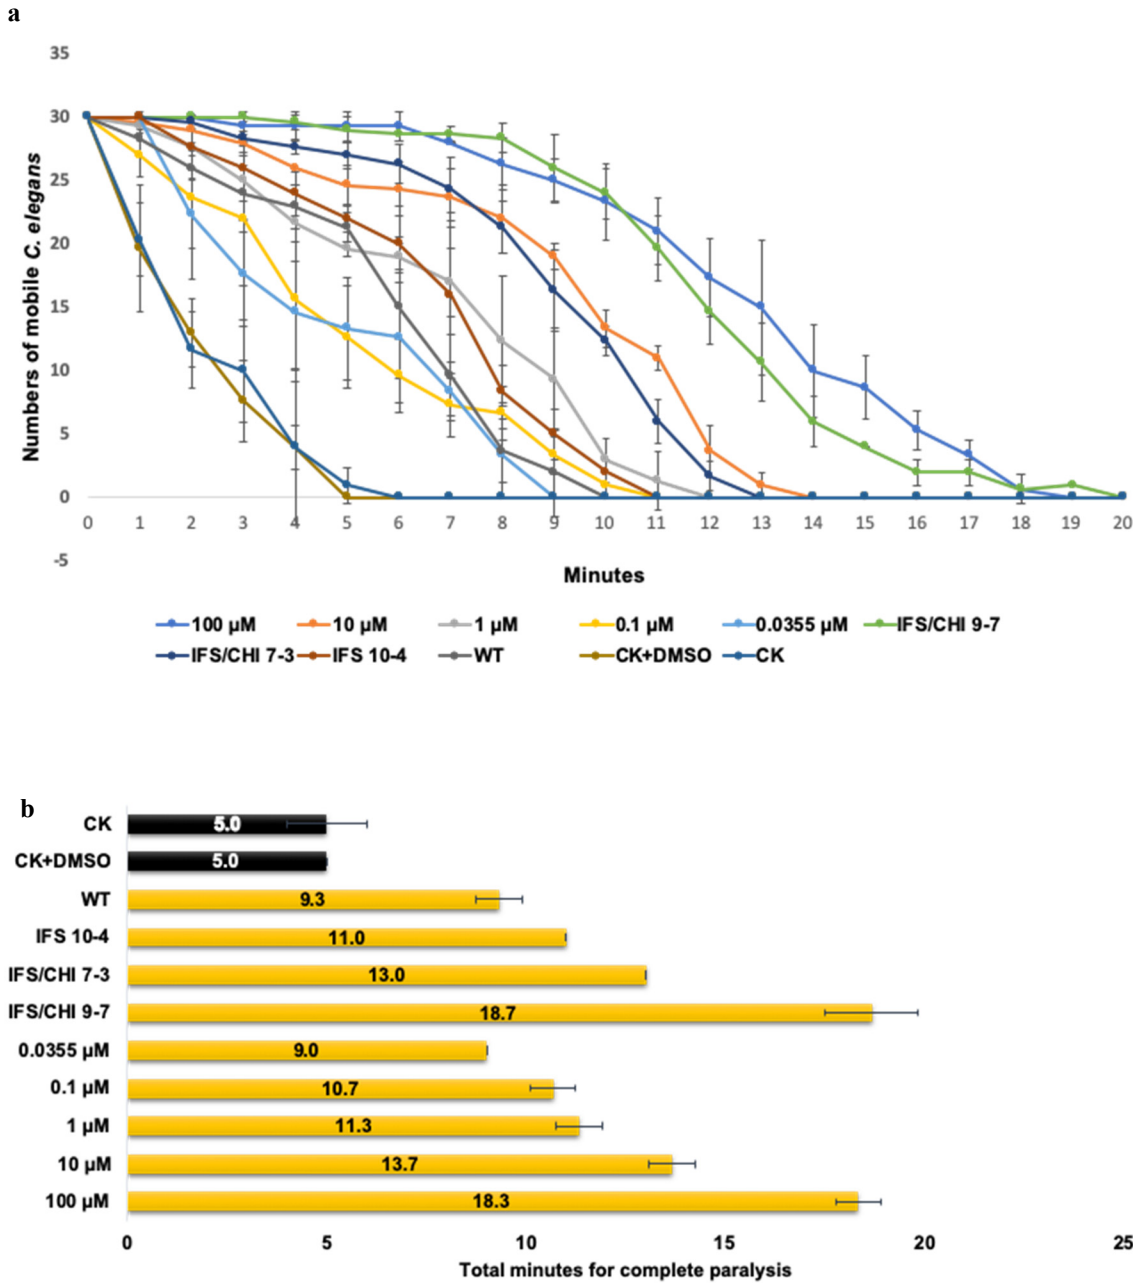 a
35
30
25
20
15
10
5
0
-5
Numbers of mobile C. elegans
0 1 2 3 4 5 6 7 8 9 10 11 12 13 14 15 16 17 18 19 20
Minutes
100 µM 10 µM 1 µM 0.1 µM 0.0355 µM IFS/CHI 9-7
IFS/CHI 7-3 IFS 10-4 WT CK+DMSO CK
b
CK 5.0
CK+DMSO 5.0
WT 9.3
IFS 10-4 11.0
IFS/CHI 7-3 13.0
IFS/CHI 9-7 18.7
0.0355 µM 9.0
0.1 µM 10.7
1 µM 11.3
10 µM 13.7
100 µM 18.3
0 5 10 15 20 25
Total minutes for complete paralysis